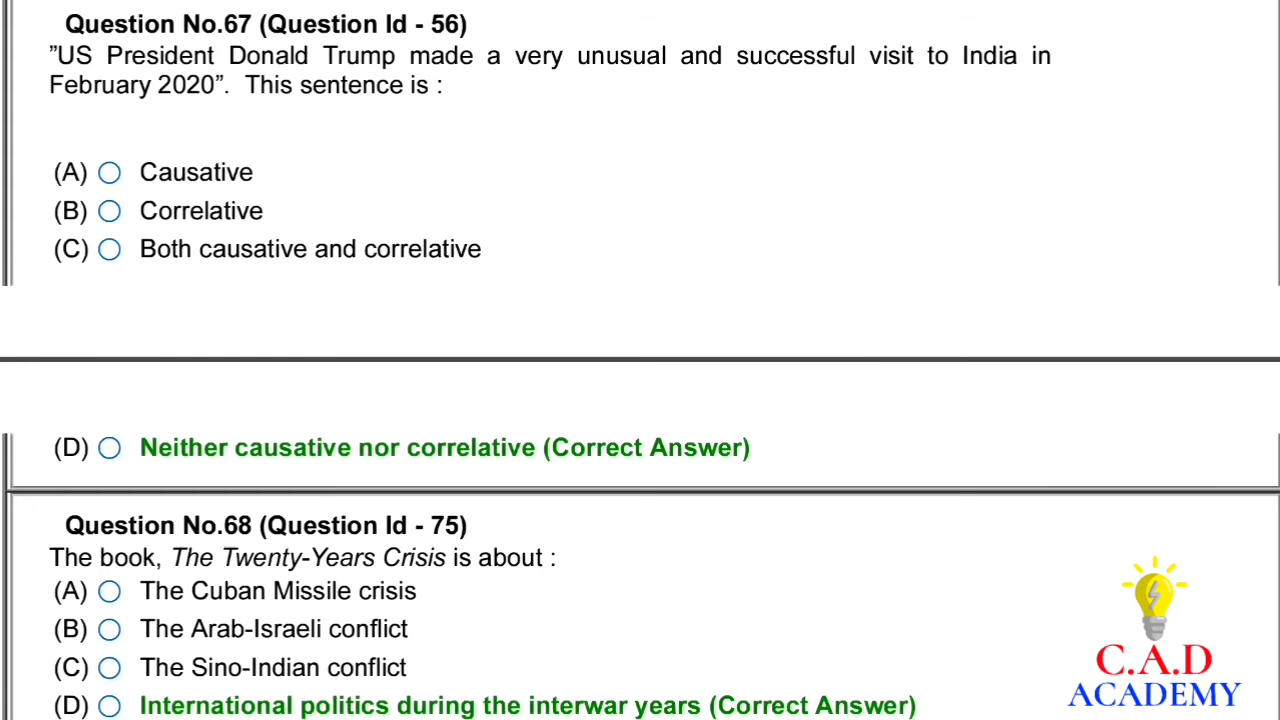 Question No.67 (Question Id - 56)
”US President Donald Trump made a very unusual and successful visit to India in
February 2020”. This sentence is :
(A) Causative
(B) Correlative
(C) Both causative and correlative
(D) Neither causative nor correlative (Correct Answer)
Question No.68 (Question Id - 75)
The book, The Twenty-Years Crisis is about :
(A) The Cuban Missile crisis
(B) The Arab-Israeli conflict
(C) The Sino-Indian conflict
(D) International politics during the interwar years (Correct Answer)
C.A.D
ACADEMY